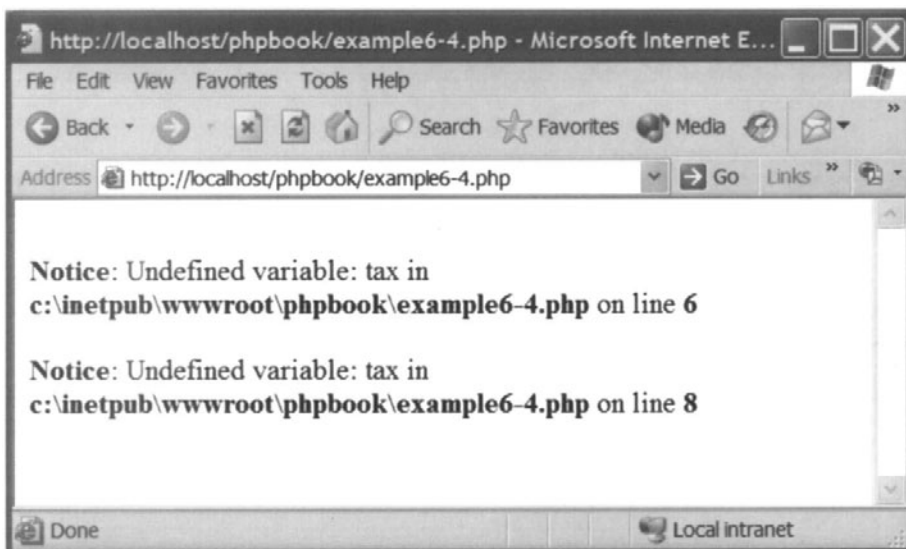 http://localhost/phpbook/example6-4.php - Microsoft Internet E...
File Edit View Favorites Tools Help
Back Search Favorites Media »
Address http://localhost/phpbook/example6-4.php Go Links »
Notice: Undefined variable: tax in
c:\inetpub\wwwroot\phpbook\example6-4.php on line 6
Notice: Undefined variable: tax in
c:\inetpub\wwwroot\phpbook\example6-4.php on line 8
Done Local intranet